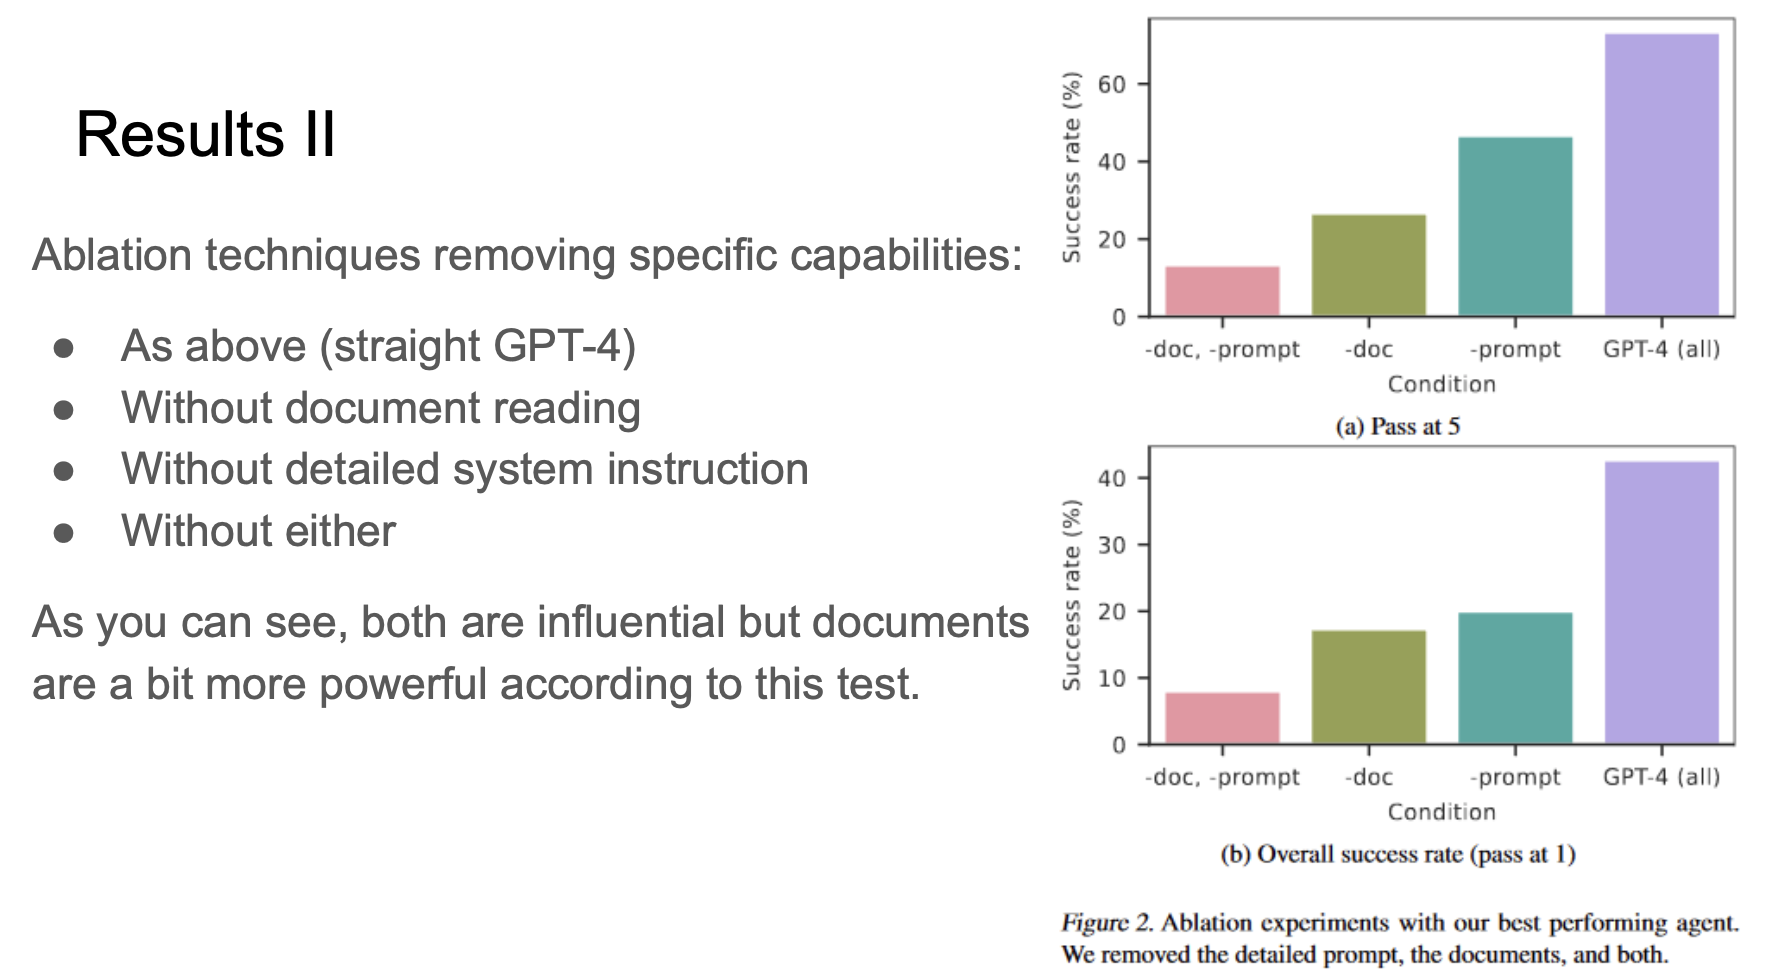 Results II
Ablation techniques removing specific capabilities:
● As above (straight GPT-4)
● Without document reading
● Without detailed system instruction
● Without either
As you can see, both are influential but documents
are a bit more powerful according to this test.
Success rate (%)
60
40
20
0
-doc, -prompt -doc -prompt GPT-4 (all)
Condition
(a) Pass at 5
Success rate (%)
40
30
20
10
0
-doc, -prompt -doc -prompt GPT-4 (all)
Condition
(b) Overall success rate (pass at 1)
Figure 2. Ablation experiments with our best performing agent.
We removed the detailed prompt, the documents, and both.